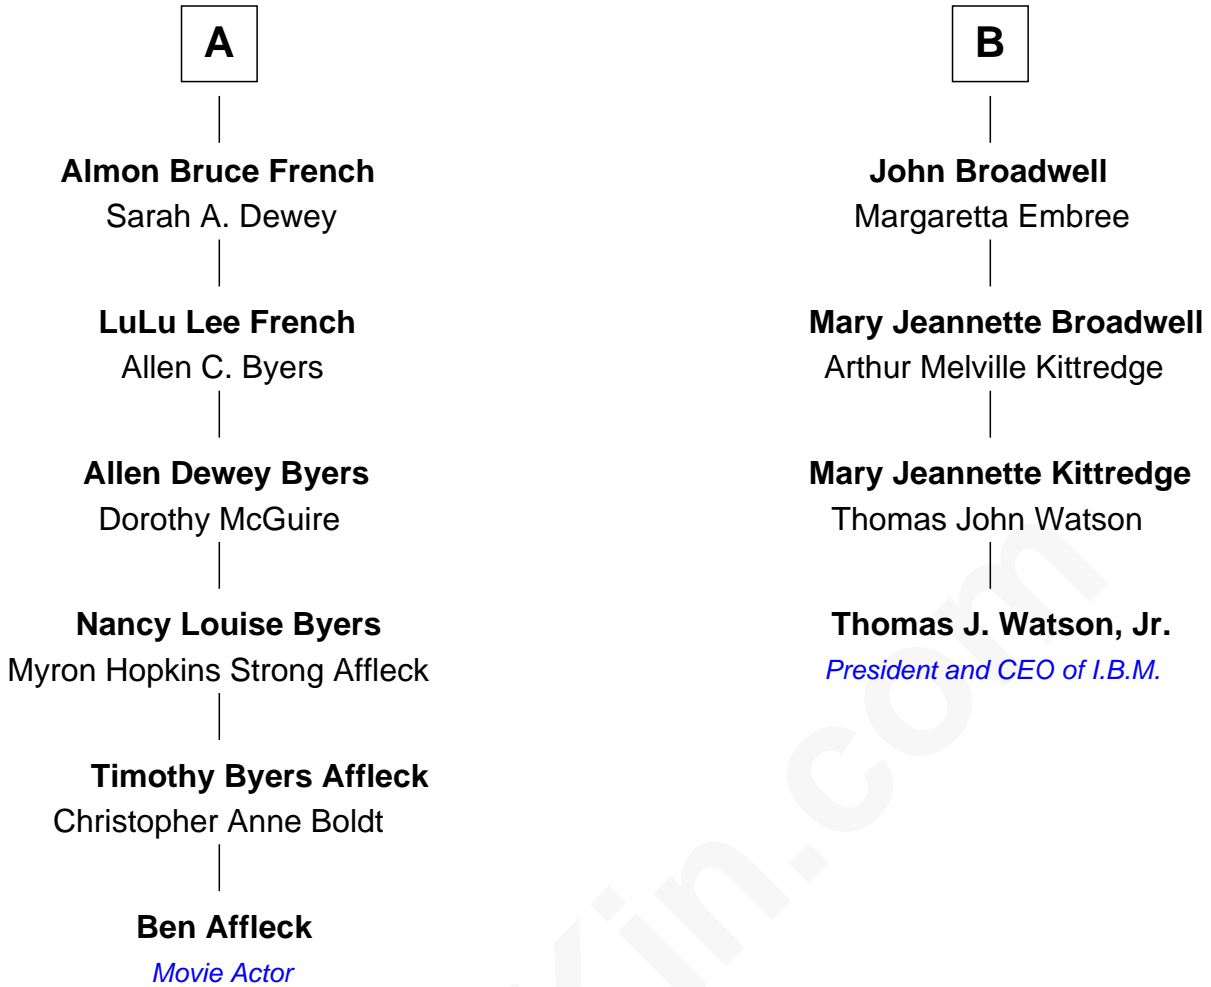 A
Almon Bruce French
Sarah A. Dewey
LuLu Lee French
Allen C. Byers
Allen Dewey Byers
Dorothy McGuire
Nancy Louise Byers
Myron Hopkins Strong Affleck
Timothy Byers Affleck
Christopher Anne Boldt
Ben Affleck
Movie Actor
B
John Broadwell
Margaretta Embree
Mary Jeannette Broadwell
Arthur Melville Kittredge
Mary Jeannette Kittredge
Thomas John Watson
Thomas J. Watson, Jr.
President and CEO of I.B.M.
Kin.com